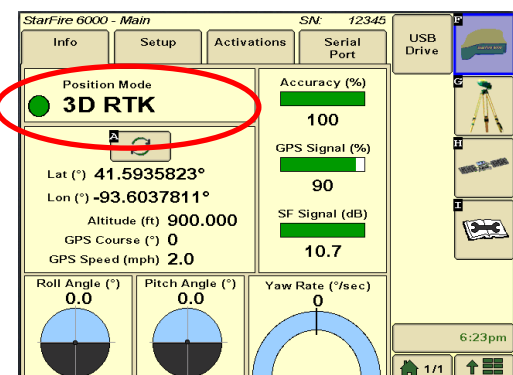 StarFire 6000 - Main SN: 12345
Info Setup Activations Serial Port
USB Drive
P
G
H
I
Position Mode
3D RTK
A
Lat (°) 41.5935823°
Lon (°) -93.6037811°
Altitude (ft) 900.000
GPS Course (°) 0
GPS Speed (mph) 2.0
Accuracy (%)
100
GPS Signal (%)
90
SF Signal (dB)
10.7
Roll Angle (°)
0.0
Pitch Angle (°)
0.0
Yaw Rate (°/sec)
0
6:23pm
1/1